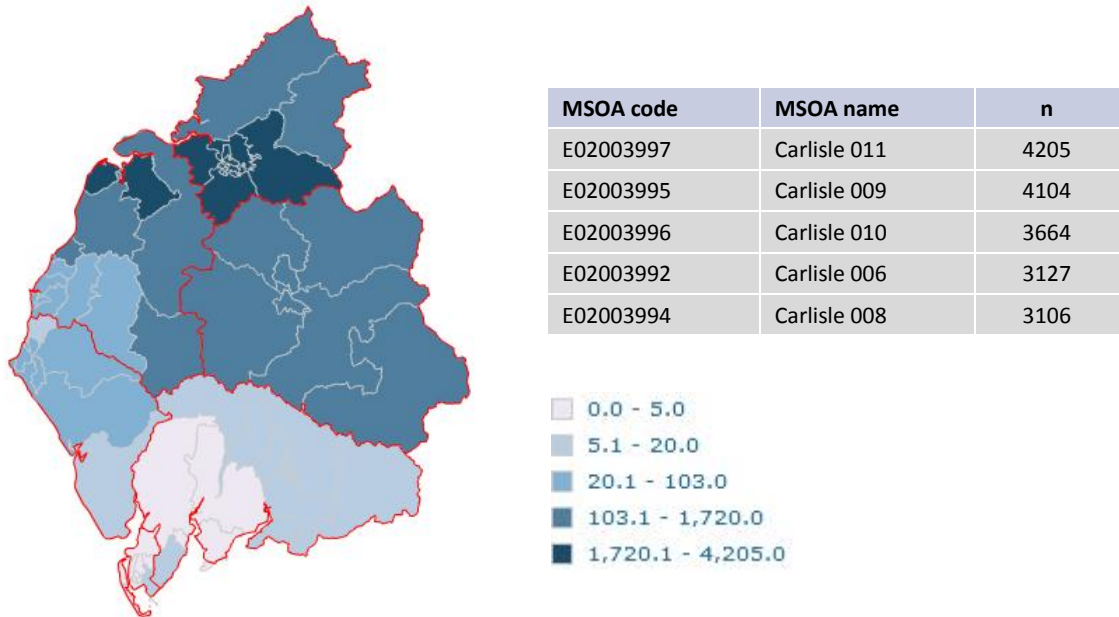 MSOA code MSOA name n
E02003997 Carlisle 011 4205
E02003995 Carlisle 009 4104
E02003996 Carlisle 010 3664
E02003992 Carlisle 006 3127
E02003994 Carlisle 008 3106
0.0 - 5.0
5.1 - 20.0
20.1 - 103.0
103.1 - 1,720.0
1,720.1 - 4,205.0